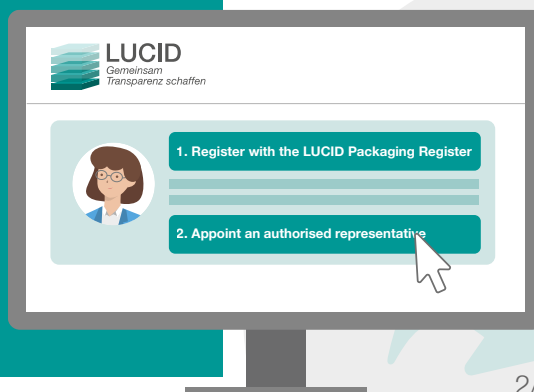 LUCID
Gemeinsam
Transparenz schaffen
1. Register with the LUCID Packaging Register
2. Appoint an authorised representative